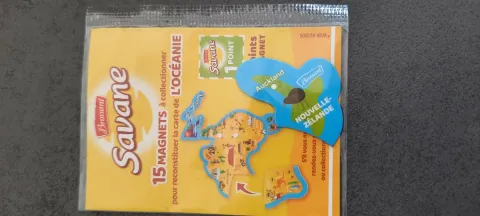 Brossard
Savane
15 MAGNETS à collectionner
pour reconstituer la carte de L'OCÉANIE
Savane
1 POINT
Auckland
Brossard
NOUVELLE-
ZÉLANDE